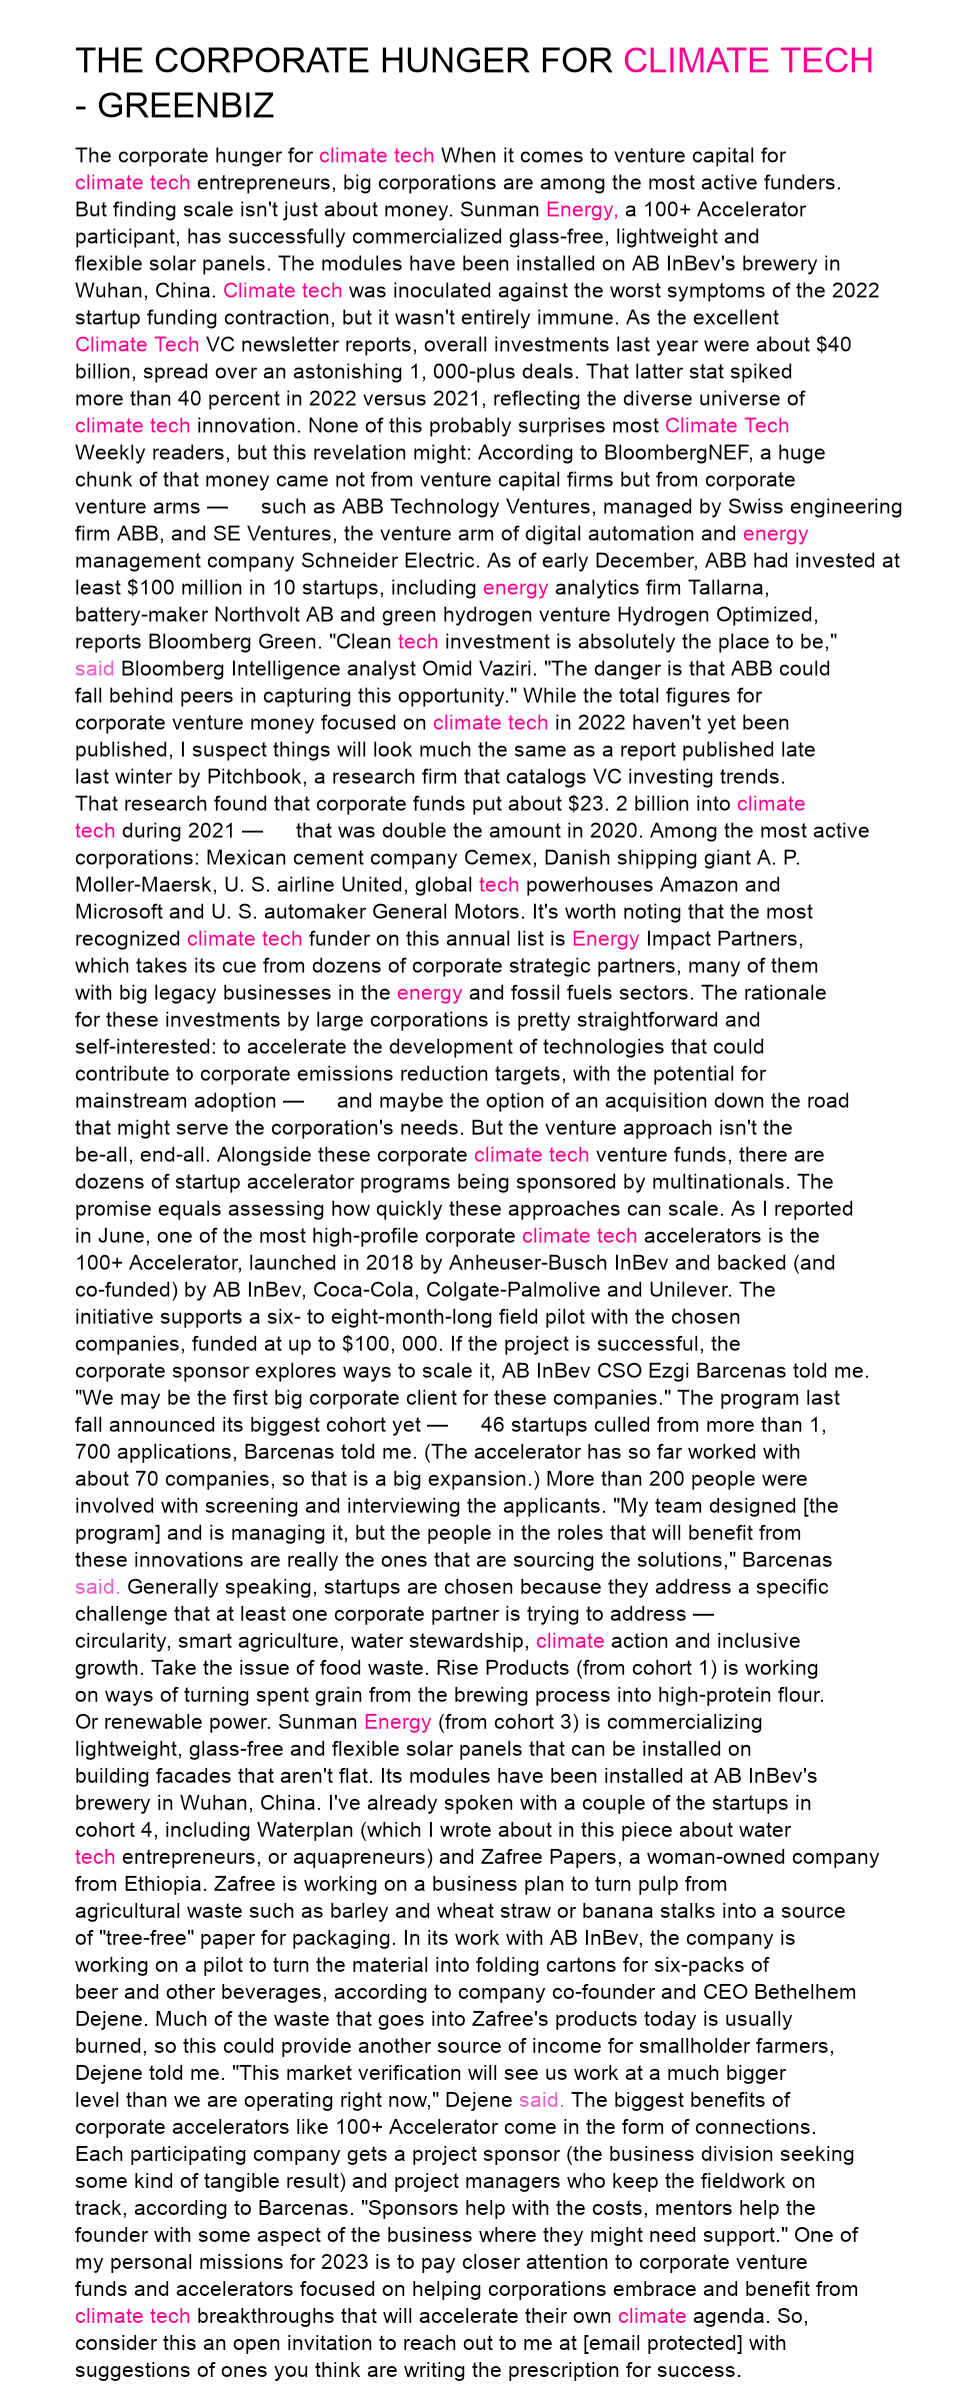 THE CORPORATE HUNGER FOR CLIMATE TECH
- GREENBIZ
The corporate hunger for climate tech When it comes to venture capital for
climate tech entrepreneurs, big corporations are among the most active funders.
But finding scale isn't just about money. Sunman Energy, a 100+ Accelerator
participant, has successfully commercialized glass-free, lightweight and
flexible solar panels. The modules have been installed on AB InBev's brewery in
Wuhan, China. Climate tech was inoculated against the worst symptoms of the 2022
startup funding contraction, but it wasn't entirely immune. As the excellent
Climate Tech VC newsletter reports, overall investments last year were about $40
billion, spread over an astonishing 1, 000-plus deals. That latter stat spiked
more than 40 percent in 2022 versus 2021, reflecting the diverse universe of
climate tech innovation. None of this probably surprises most Climate Tech
Weekly readers, but this revelation might: According to BloombergNEF, a huge
chunk of that money came not from venture capital firms but from corporate
venture arms — such as ABB Technology Ventures, managed by Swiss engineering
firm ABB, and SE Ventures, the venture arm of digital automation and energy
management company Schneider Electric. As of early December, ABB had invested at
least $100 million in 10 startups, including energy analytics firm Tallarna,
battery-maker Northvolt AB and green hydrogen venture Hydrogen Optimized,
reports Bloomberg Green. "Clean tech investment is absolutely the place to be,"
said Bloomberg Intelligence analyst Omid Vaziri. "The danger is that ABB could
fall behind peers in capturing this opportunity." While the total figures for
corporate venture money focused on climate tech in 2022 haven't yet been
published, I suspect things will look much the same as a report published late
last winter by Pitchbook, a research firm that catalogs VC investing trends.
That research found that corporate funds put about $23. 2 billion into climate
tech during 2021 — that was double the amount in 2020. Among the most active
corporations: Mexican cement company Cemex, Danish shipping giant A. P.
Moller-Maersk, U. S. airline United, global tech powerhouses Amazon and
Microsoft and U. S. automaker General Motors. It's worth noting that the most
recognized climate tech funder on this annual list is Energy Impact Partners,
which takes its cue from dozens of corporate strategic partners, many of them
with big legacy businesses in the energy and fossil fuels sectors. The rationale
for these investments by large corporations is pretty straightforward and
self-interested: to accelerate the development of technologies that could
contribute to corporate emissions reduction targets, with the potential for
mainstream adoption — and maybe the option of an acquisition down the road
that might serve the corporation's needs. But the venture approach isn't the
be-all, end-all. Alongside these corporate climate tech venture funds, there are
dozens of startup accelerator programs being sponsored by multinationals. The
promise equals assessing how quickly these approaches can scale. As I reported
in June, one of the most high-profile corporate climate tech accelerators is the
100+ Accelerator, launched in 2018 by Anheuser-Busch InBev and backed (and
co-funded) by AB InBev, Coca-Cola, Colgate-Palmolive and Unilever. The
initiative supports a six- to eight-month-long field pilot with the chosen
companies, funded at up to $100, 000. If the project is successful, the
corporate sponsor explores ways to scale it, AB InBev CSO Ezgi Barcenas told me.
"We may be the first big corporate client for these companies." The program last
fall announced its biggest cohort yet — 46 startups culled from more than 1,
700 applications, Barcenas told me. (The accelerator has so far worked with
about 70 companies, so that is a big expansion.) More than 200 people were
involved with screening and interviewing the applicants. "My team designed [the
program] and is managing it, but the people in the roles that will benefit from
these innovations are really the ones that are sourcing the solutions," Barcenas
said. Generally speaking, startups are chosen because they address a specific
challenge that at least one corporate partner is trying to address —
circularity, smart agriculture, water stewardship, climate action and inclusive
growth. Take the issue of food waste. Rise Products (from cohort 1) is working
on ways of turning spent grain from the brewing process into high-protein flour.
Or renewable power. Sunman Energy (from cohort 3) is commercializing
lightweight, glass-free and flexible solar panels that can be installed on
building facades that aren't flat. Its modules have been installed at AB InBev's
brewery in Wuhan, China. I've already spoken with a couple of the startups in
cohort 4, including Waterplan (which I wrote about in this piece about water
tech entrepreneurs, or aquapreneurs) and Zafree Papers, a woman-owned company
from Ethiopia. Zafree is working on a business plan to turn pulp from
agricultural waste such as barley and wheat straw or banana stalks into a source
of "tree-free" paper for packaging. In its work with AB InBev, the company is
working on a pilot to turn the material into folding cartons for six-packs of
beer and other beverages, according to company co-founder and CEO Bethelhem
Dejene. Much of the waste that goes into Zafree's products today is usually
burned, so this could provide another source of income for smallholder farmers,
Dejene told me. "This market verification will see us work at a much bigger
level than we are operating right now," Dejene said. The biggest benefits of
corporate accelerators like 100+ Accelerator come in the form of connections.
Each participating company gets a project sponsor (the business division seeking
some kind of tangible result) and project managers who keep the fieldwork on
track, according to Barcenas. "Sponsors help with the costs, mentors help the
founder with some aspect of the business where they might need support." One of
my personal missions for 2023 is to pay closer attention to corporate venture
funds and accelerators focused on helping corporations embrace and benefit from
climate tech breakthroughs that will accelerate their own climate agenda. So,
consider this an open invitation to reach out to me at [email protected] with
suggestions of ones you think are writing the prescription for success.